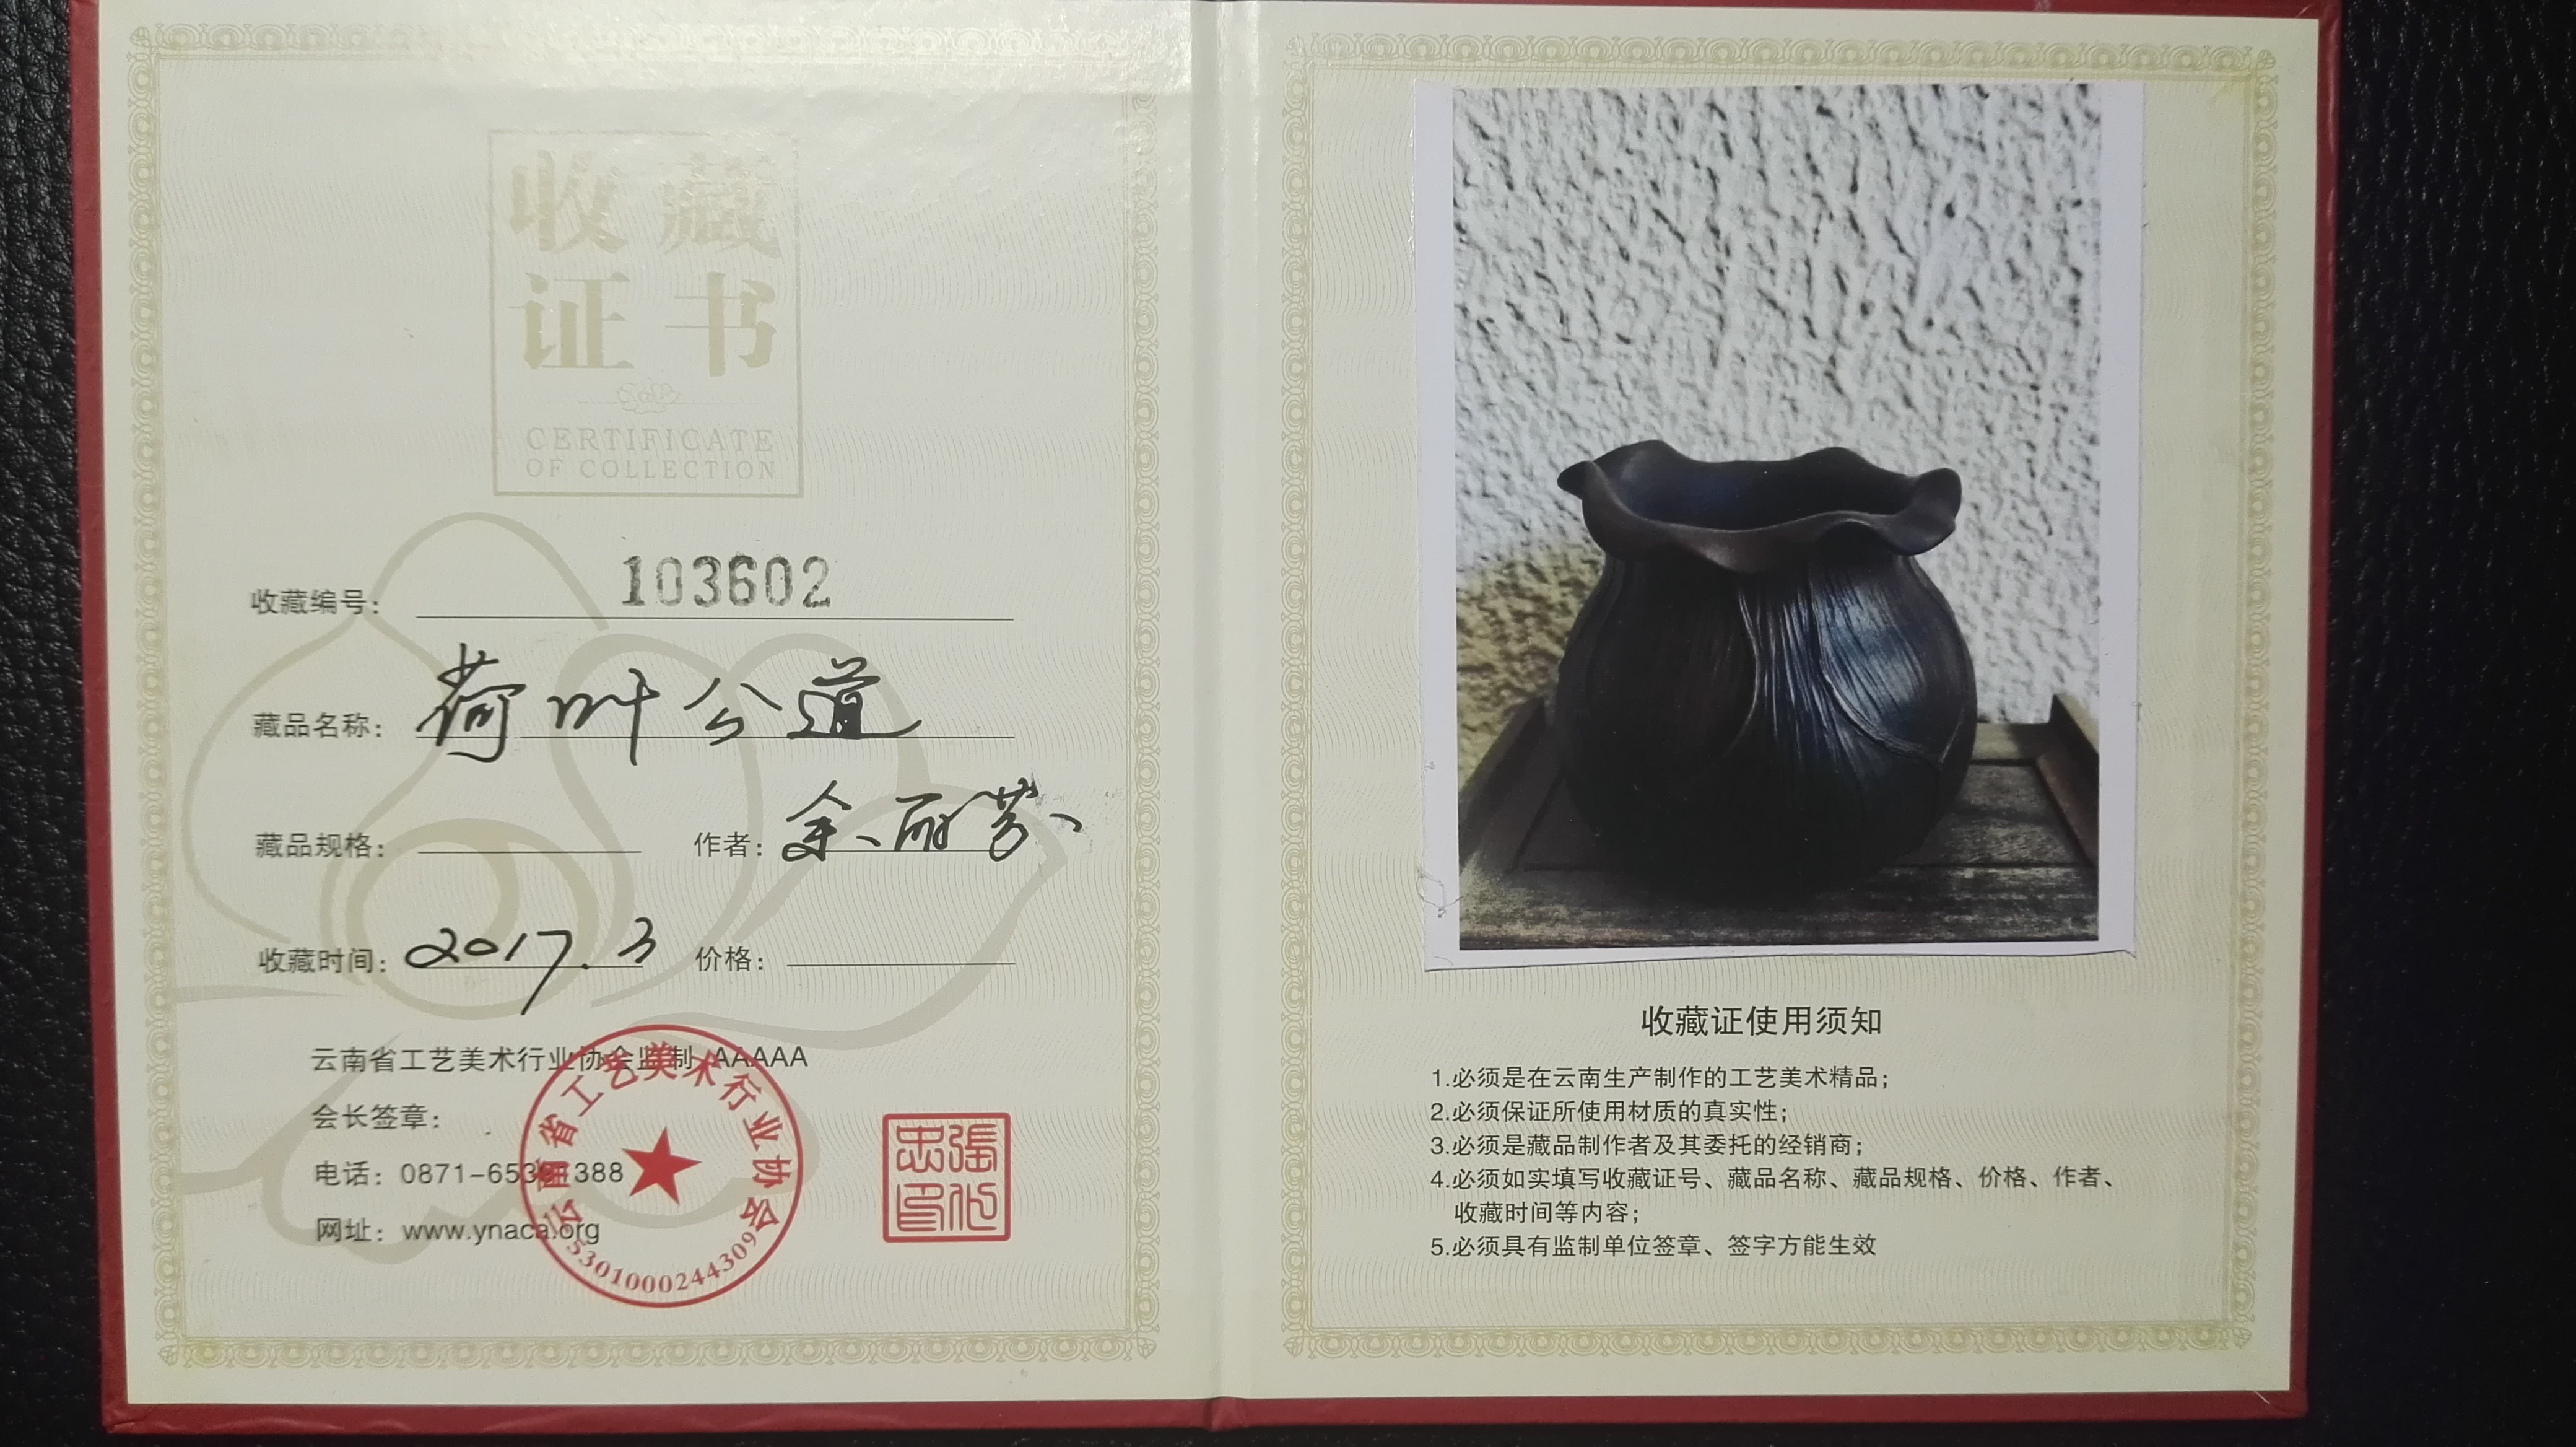 收藏
证书
CERTIFICATE
OF COLLECTION
收藏编号：103602
藏品名称：荷叶公道
藏品规格： 作者：余丽芬
收藏时间：2017.3 价格：
云南省工艺美术行业协会监制 AAAAA
会长签章：
电话：0871-65391388
网址：www.ynaca.org
云南省工艺美术行业协会
5301000244309
收藏证使用须知
1.必须是在云南生产制作的工艺美术精品；
2.必须保证所使用材质的真实性；
3.必须是藏品制作者及其委托的经销商；
4.必须如实填写收藏证号、藏品名称、藏品规格、价格、作者、
收藏时间等内容；
5.必须具有监制单位签章、签字方能生效